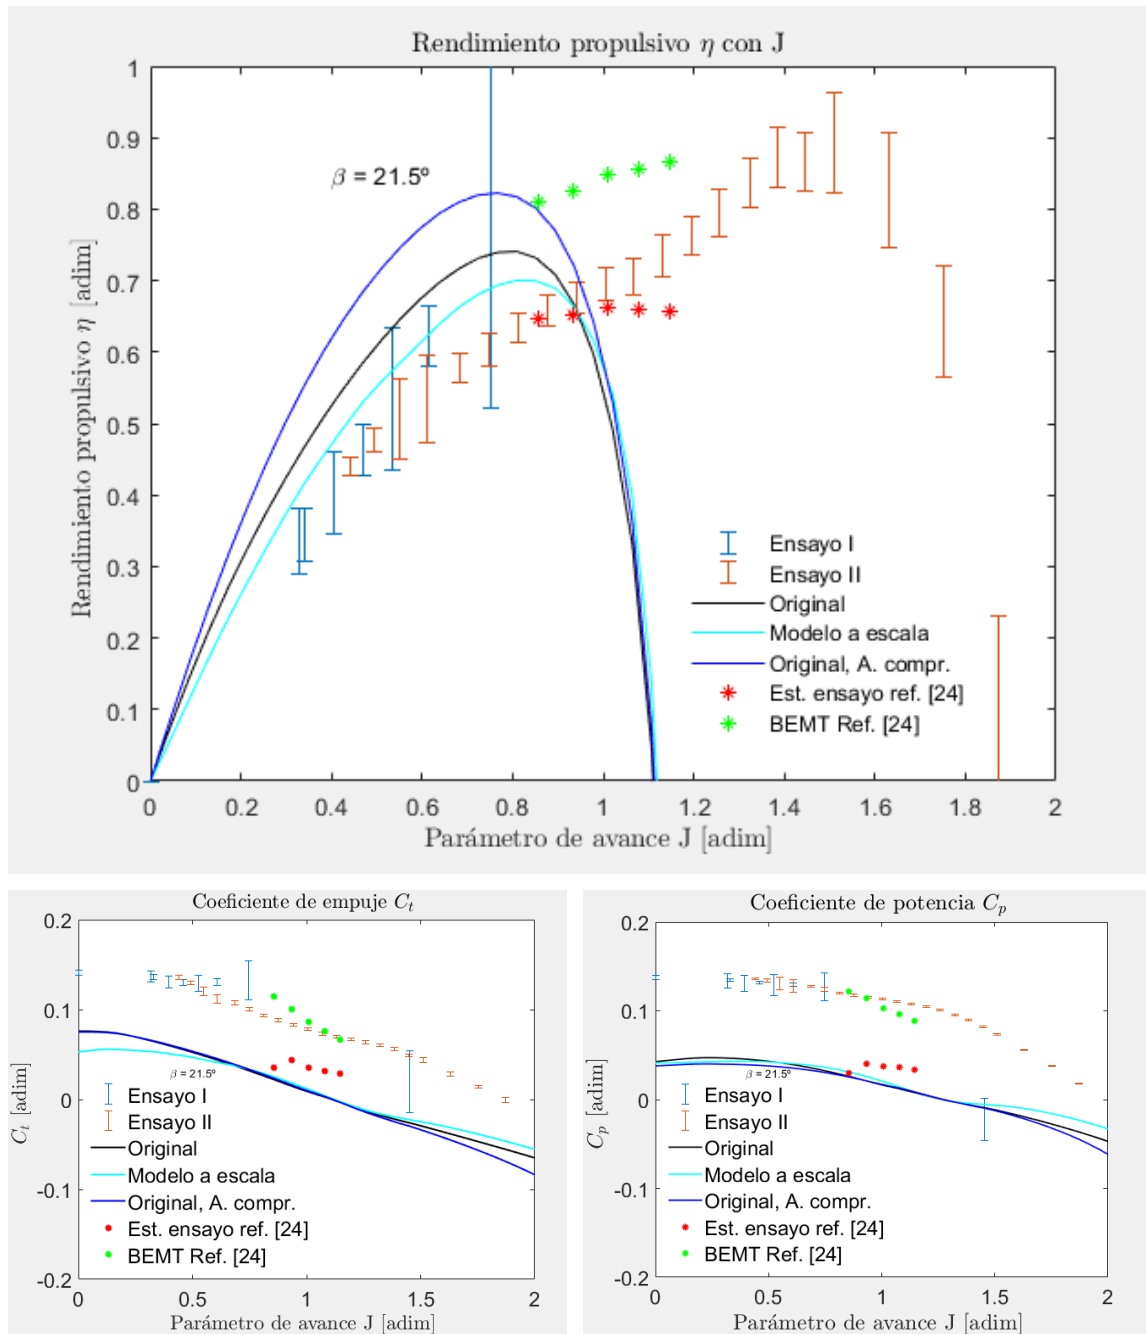 Rendimiento propulsivo η con J
Rendimiento propulsivo η [adim]
1
0.9
0.8
0.7
0.6
0.5
0.4
0.3
0.2
0.1
0
β = 21.5º
Ensayo I
Ensayo II
Original
Modelo a escala
Original, A. compr.
Est. ensayo ref. [24]
BEMT Ref. [24]
0 0.2 0.4 0.6 0.8 1 1.2 1.4 1.6 1.8 2
Parámetro de avance J [adim]
Coeficiente de empuje Ct
Ct [adim]
0.2
0.1
0
-0.1
-0.2
β = 21.5º
Ensayo I
Ensayo II
Original
Modelo a escala
Original, A. compr.
Est. ensayo ref. [24]
BEMT Ref. [24]
0 0.5 1 1.5 2
Parámetro de avance J [adim]
Coeficiente de potencia Cp
Cp [adim]
0.2
0.1
0
-0.1
-0.2
β = 21.5º
Ensayo I
Ensayo II
Original
Modelo a escala
Original, A. compr.
Est. ensayo ref. [24]
BEMT Ref. [24]
0 0.5 1 1.5 2
Parámetro de avance J [adim]